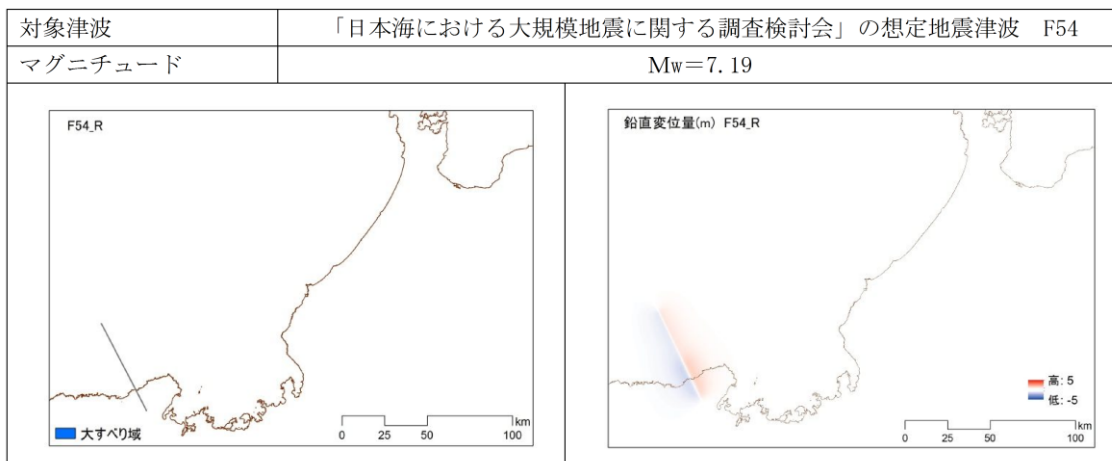 対象津波 「日本海における大規模地震に関する調査検討会」の想定地震津波 F54
マグニチュード Mw=7.19
F54_R
大すべり域
km
0 25 50 100
鉛直変位量(m) F54_R
高: 5
低: -5
km
0 25 50 100